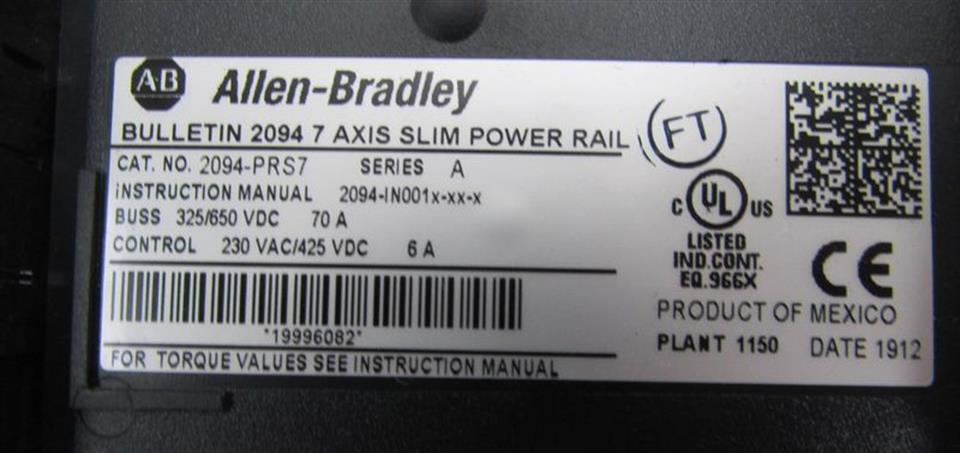 A-B Allen-Bradley
BULLETIN 2094 7 AXIS SLIM POWER RAIL
FT
CAT. NO. 2094-PRS7 SERIES A
INSTRUCTION MANUAL 2094-IN001x-xx-x
BUSS 325/650 VDC 70 A
CONTROL 230 VAC/425 VDC 6 A
*19996082*
FOR TORQUE VALUES SEE INSTRUCTION MANUAL
C UL US
LISTED
IND.CONT.
EQ.966X
CE
PRODUCT OF MEXICO
PLANT 1150 DATE 1912